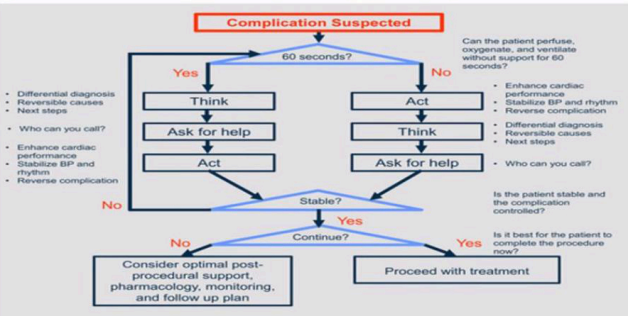 Complication Suspected
Can the patient perfuse,
oxygenate, and ventilate
without support for 60
seconds?
60 seconds?
Yes
No
• Differential diagnosis
• Reversible causes
• Next steps
• Who can you call?
• Enhance cardiac
performance
• Stabilize BP and
rhythm
• Reverse complication
Think
Ask for help
Act
Act
Think
Ask for help
• Enhance cardiac
performance
• Stabilize BP and rhythm
• Reverse complication
• Differential diagnosis
• Reversible causes
• Next steps
• Who can you call?
No
Stable?
Is the patient stable and
the complication
controlled?
Yes
No
Continue?
Yes
Is it best for the patient to
complete the procedure
now?
Consider optimal post-
procedural support,
pharmacology, monitoring,
and follow up plan
Proceed with treatment